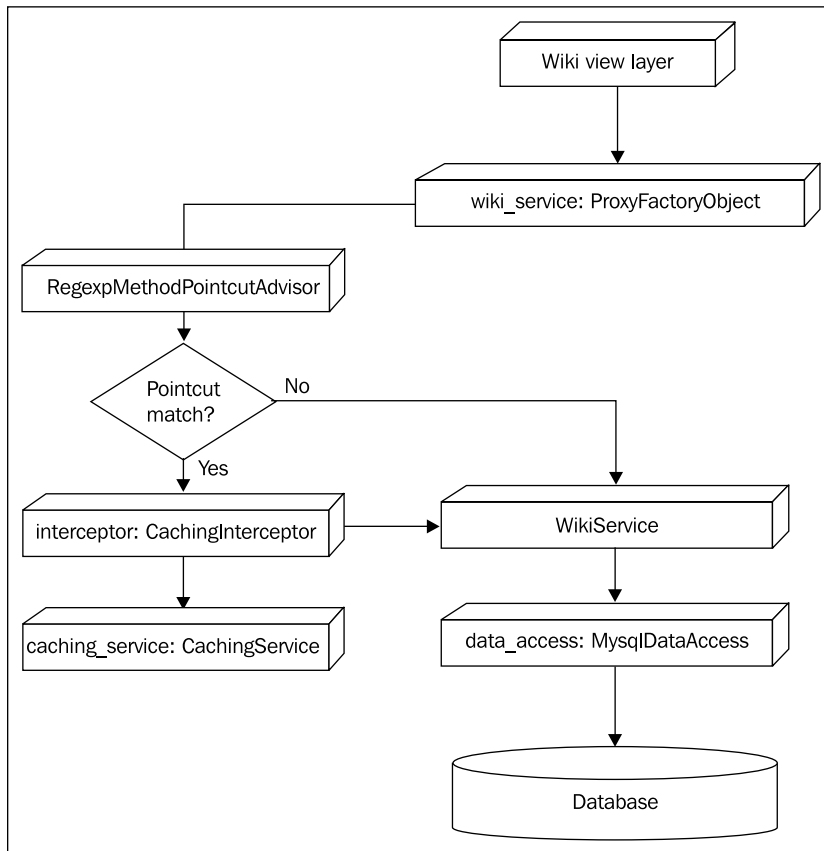 Wiki view layer
wiki_service: ProxyFactoryObject
RegexpMethodPointcutAdvisor
Pointcut
match?
No
Yes
interceptor: CachingInterceptor
WikiService
caching_service: CachingService
data_access: MysqlDataAccess
Database